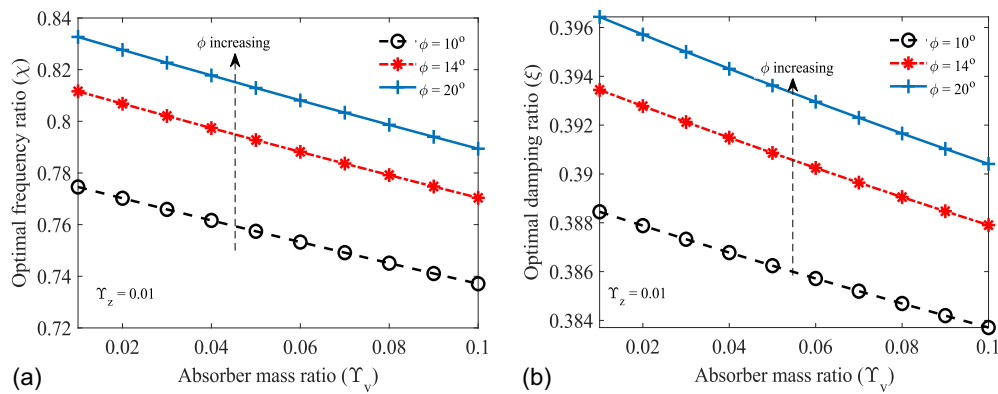 Optimal frequency ratio (χ)
0.84
0.82
0.8
0.78
0.76
0.74
0.72
ϕ increasing
ϕ = 10°
ϕ = 14°
ϕ = 20°
ϒz = 0.01
0.02 0.04 0.06 0.08 0.1
(a) Absorber mass ratio (ϒv)
Optimal damping ratio (ξ)
0.396
0.394
0.392
0.39
0.388
0.386
0.384
ϕ increasing
ϕ = 10°
ϕ = 14°
ϕ = 20°
ϒz = 0.01
0.02 0.04 0.06 0.08 0.1
(b) Absorber mass ratio (ϒv)